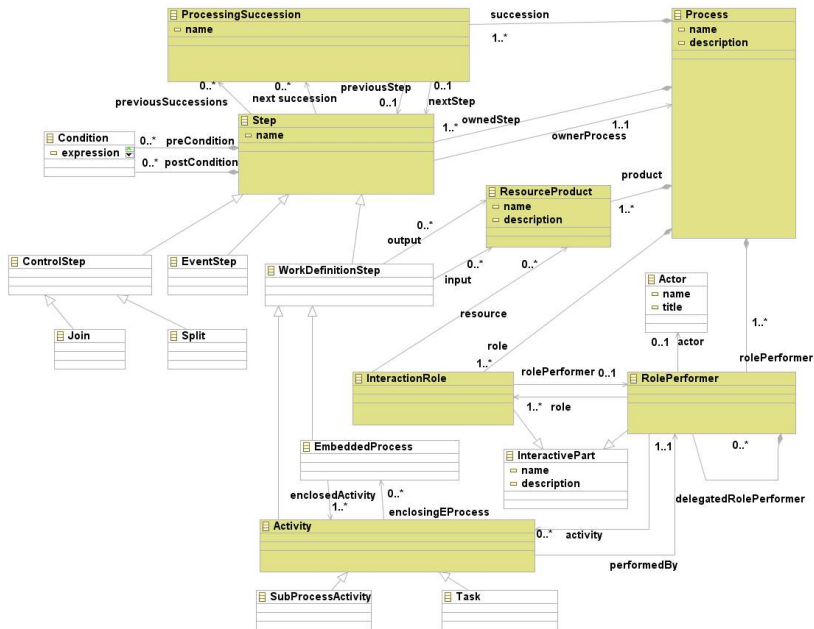 ProcessingSuccession
name
succession
1..*
Process
name
description
0..*
0..*
previousStep
0..1
previousSuccessions
next succession
0..1
nextStep
Step
name
1..*
ownedStep
1..1
ownerProcess
Condition
expression
0..*
preCondition
0..*
postCondition
product
ResourceProduct
name
description
1..*
0..*
output
ControlStep
EventStep
WorkDefinitionStep
0..*
input
0..*
Actor
name
title
resource
1..*
Join
Split
role
1..*
0..1
actor
rolePerformer
InteractionRole
rolePerformer
0..1
RolePerformer
1..*
role
EmbeddedProcess
InteractivePart
name
description
1..1
0..*
enclosedActivity
1..*
0..*
enclosingEProcess
delegatedRolePerformer
Activity
0..*
activity
performedBy
SubProcessActivity
Task